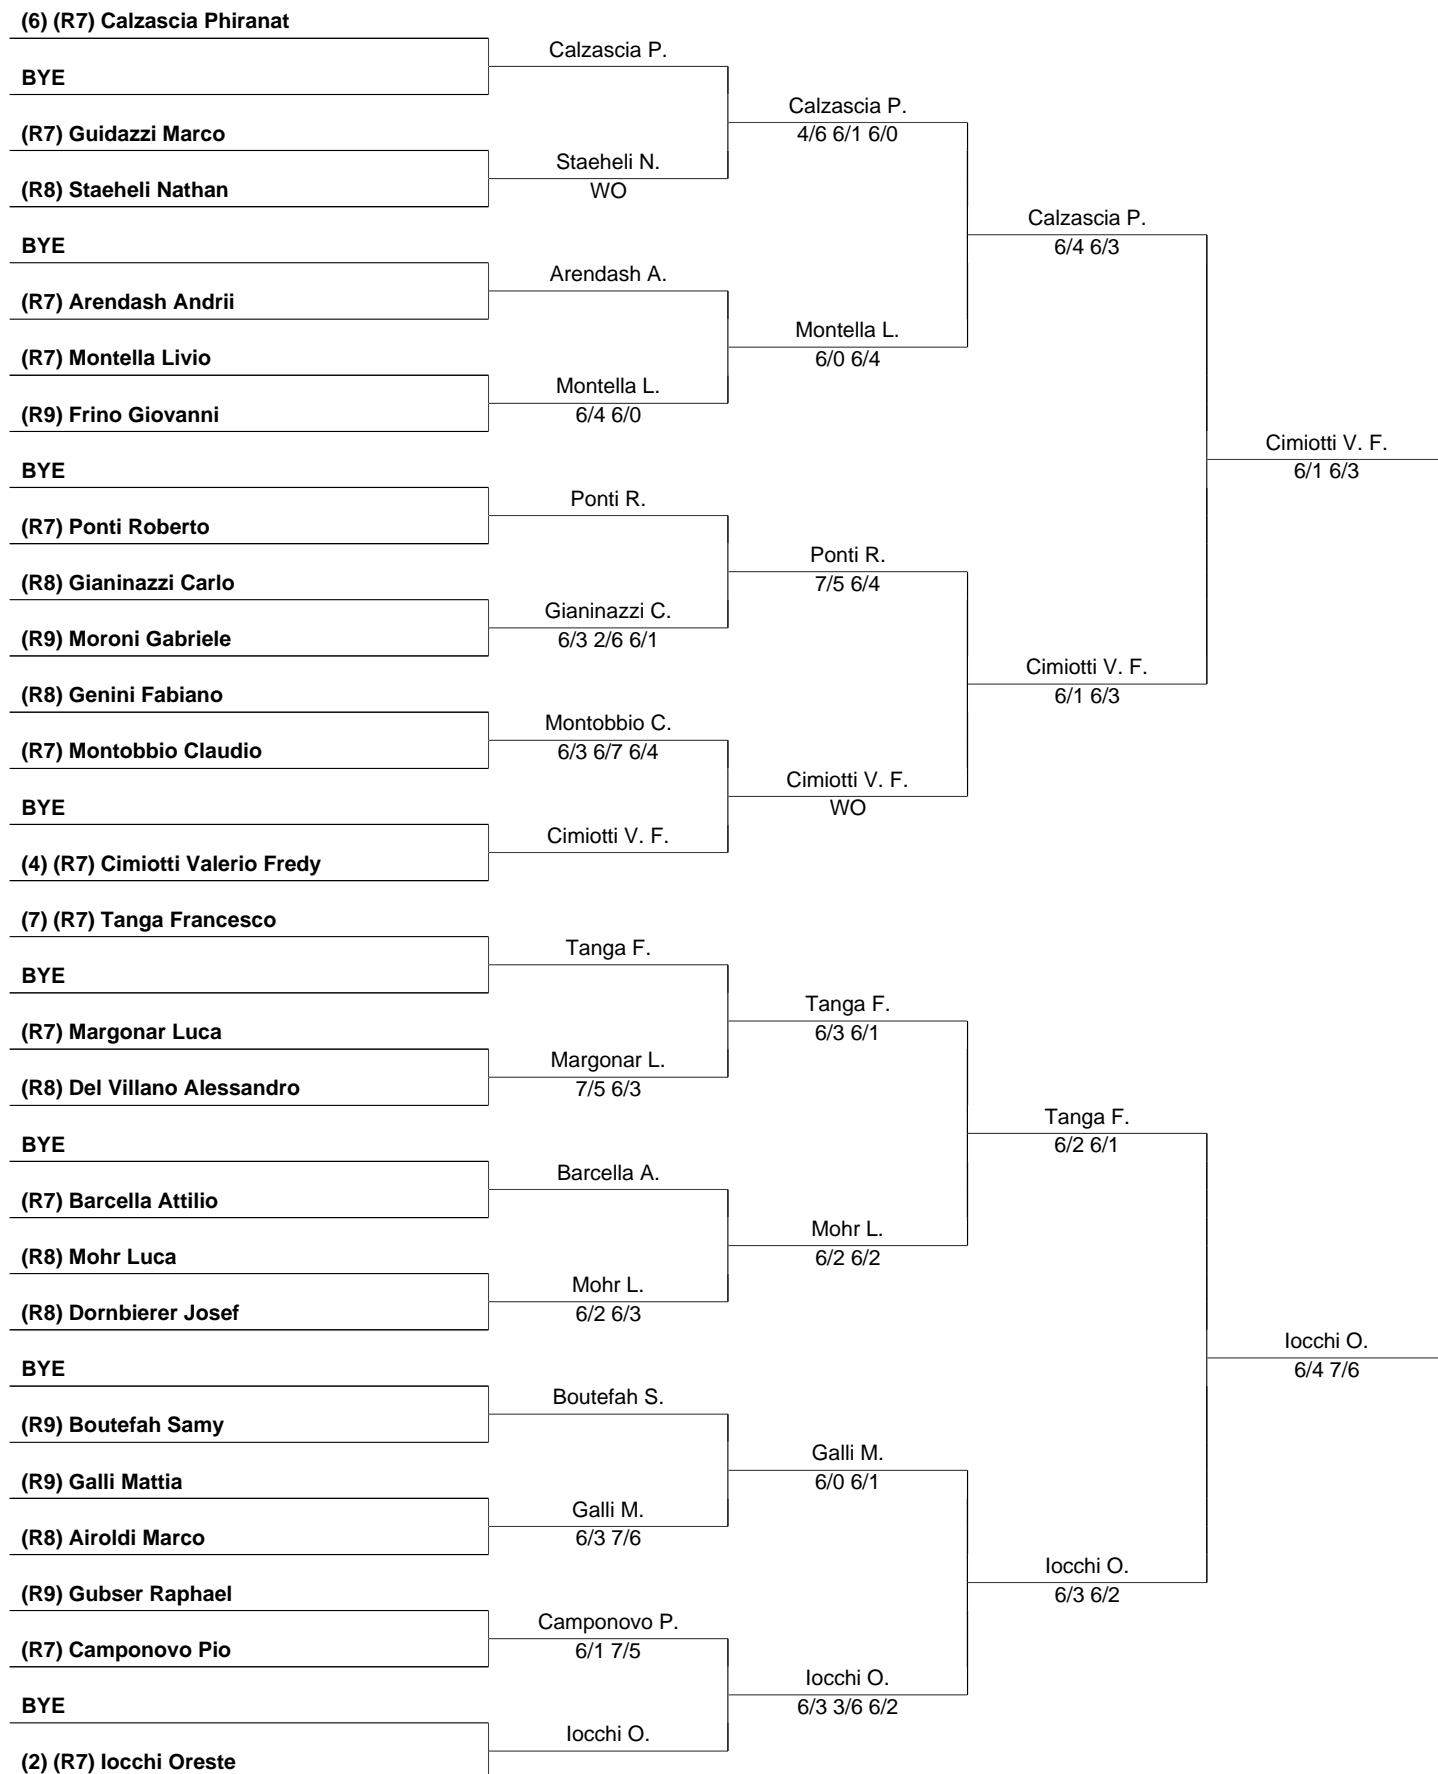 (6) (R7) Calzascia Phiranat
Calzascia P.
BYE
Calzascia P.
(R7) Guidazzi Marco
4/6 6/1 6/0
Staeheli N.
(R8) Staeheli Nathan
WO
Calzascia P.
BYE
6/4 6/3
Arendash A.
(R7) Arendash Andrii
Montella L.
(R7) Montella Livio
6/0 6/4
Montella L.
(R9) Frino Giovanni
6/4 6/0
Cimiotti V. F.
BYE
6/1 6/3
Ponti R.
(R7) Ponti Roberto
Ponti R.
(R8) Gianinazzi Carlo
7/5 6/4
Gianinazzi C.
(R9) Moroni Gabriele
6/3 2/6 6/1
Cimiotti V. F.
(R8) Genini Fabiano
6/1 6/3
Montobbio C.
(R7) Montobbio Claudio
6/3 6/7 6/4
Cimiotti V. F.
BYE
WO
Cimiotti V. F.
(4) (R7) Cimiotti Valerio Fredy
(7) (R7) Tanga Francesco
Tanga F.
BYE
Tanga F.
(R7) Margonar Luca
6/3 6/1
Margonar L.
(R8) Del Villano Alessandro
7/5 6/3
Tanga F.
BYE
6/2 6/1
Barcella A.
(R7) Barcella Attilio
Mohr L.
(R8) Mohr Luca
6/2 6/2
Mohr L.
(R8) Dornbierer Josef
6/2 6/3
Iocchi O.
BYE
6/4 7/6
Boutefah S.
(R9) Boutefah Samy
Galli M.
(R9) Galli Mattia
6/0 6/1
Galli M.
(R8) Airoldi Marco
6/3 7/6
Iocchi O.
(R9) Gubser Raphael
6/3 6/2
Camponovo P.
(R7) Camponovo Pio
6/1 7/5
Iocchi O.
BYE
6/3 3/6 6/2
Iocchi O.
(2) (R7) Iocchi Oreste